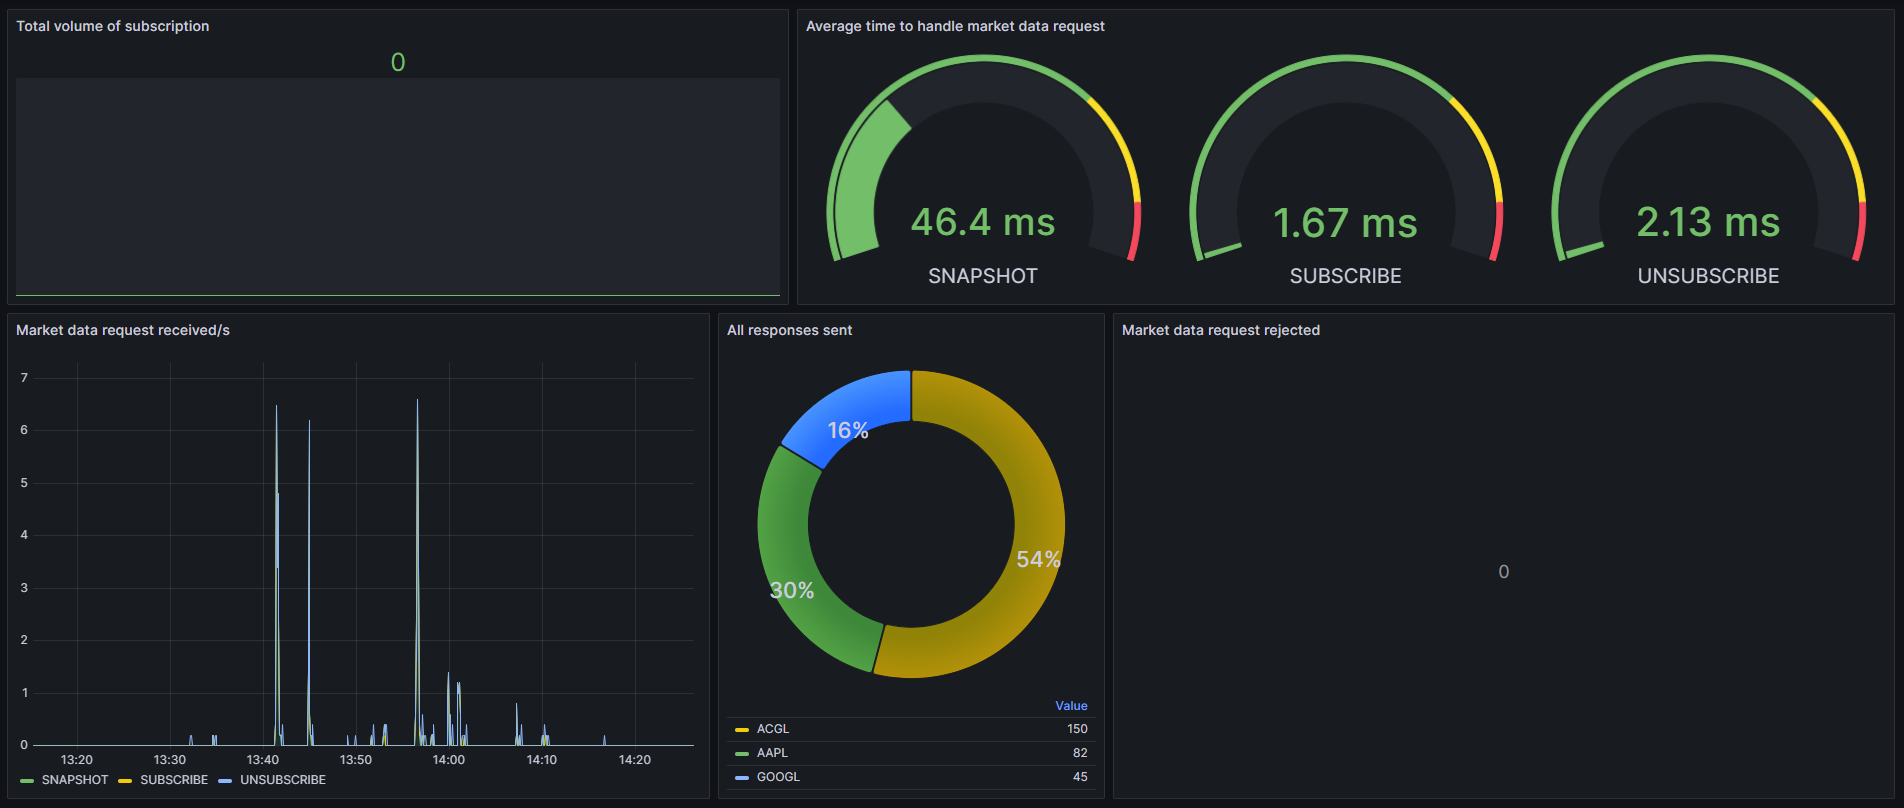 Total volume of subscription
0
Average time to handle market data request
46.4 ms
SNAPSHOT
1.67 ms
SUBSCRIBE
2.13 ms
UNSUBSCRIBE
Market data request received/s
7
6
5
4
3
2
1
0
13:20 13:30 13:40 13:50 14:00 14:10 14:20
SNAPSHOT SUBSCRIBE UNSUBSCRIBE
All responses sent
16%
54%
30%
Value
ACGL 150
AAPL 82
GOOGL 45
Market data request rejected
0